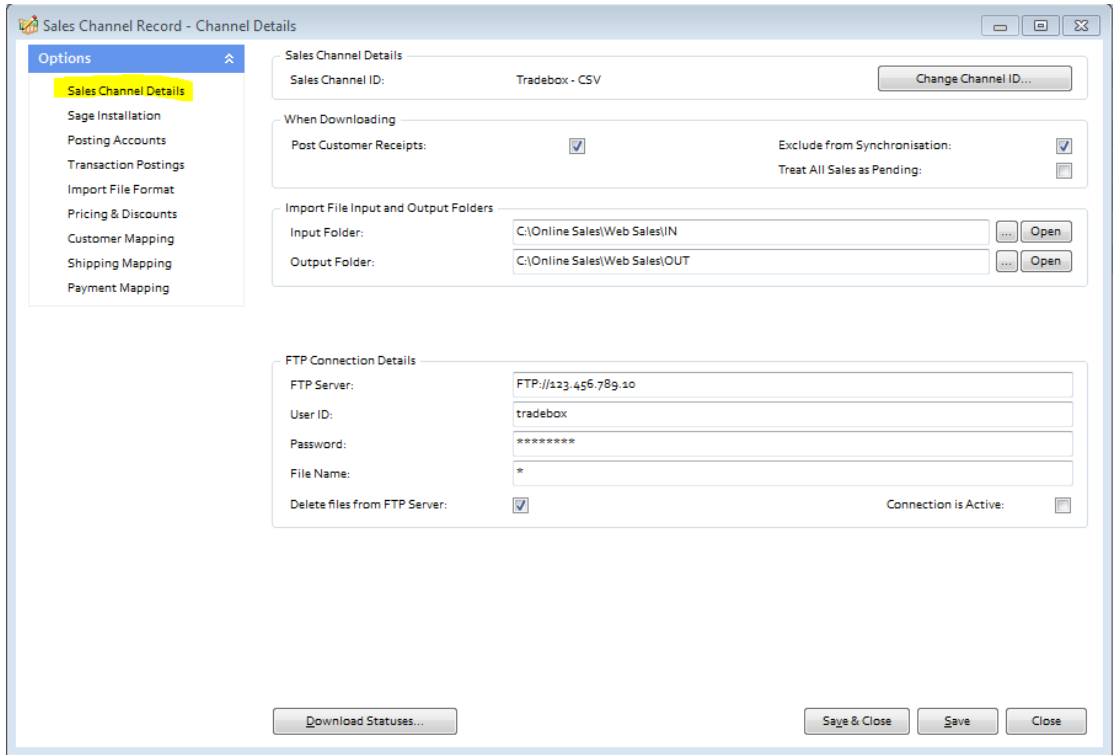 Sales Channel Record - Channel Details
Options
Sales Channel Details
Sage Installation
Posting Accounts
Transaction Postings
Import File Format
Pricing & Discounts
Customer Mapping
Shipping Mapping
Payment Mapping
Sales Channel Details
Sales Channel ID: Tradebox - CSV Change Channel ID...
When Downloading
Post Customer Receipts: Exclude from Synchronisation:
Treat All Sales as Pending:
Import File Input and Output Folders
Input Folder: C:\Online Sales\Web Sales\IN ... Open
Output Folder: C:\Online Sales\Web Sales\OUT ... Open
FTP Connection Details
FTP Server: FTP://123.456.789.10
User ID: tradebox
Password: ********
File Name: *
Delete files from FTP Server: Connection is Active:
Download Statuses... Save & Close Save Close